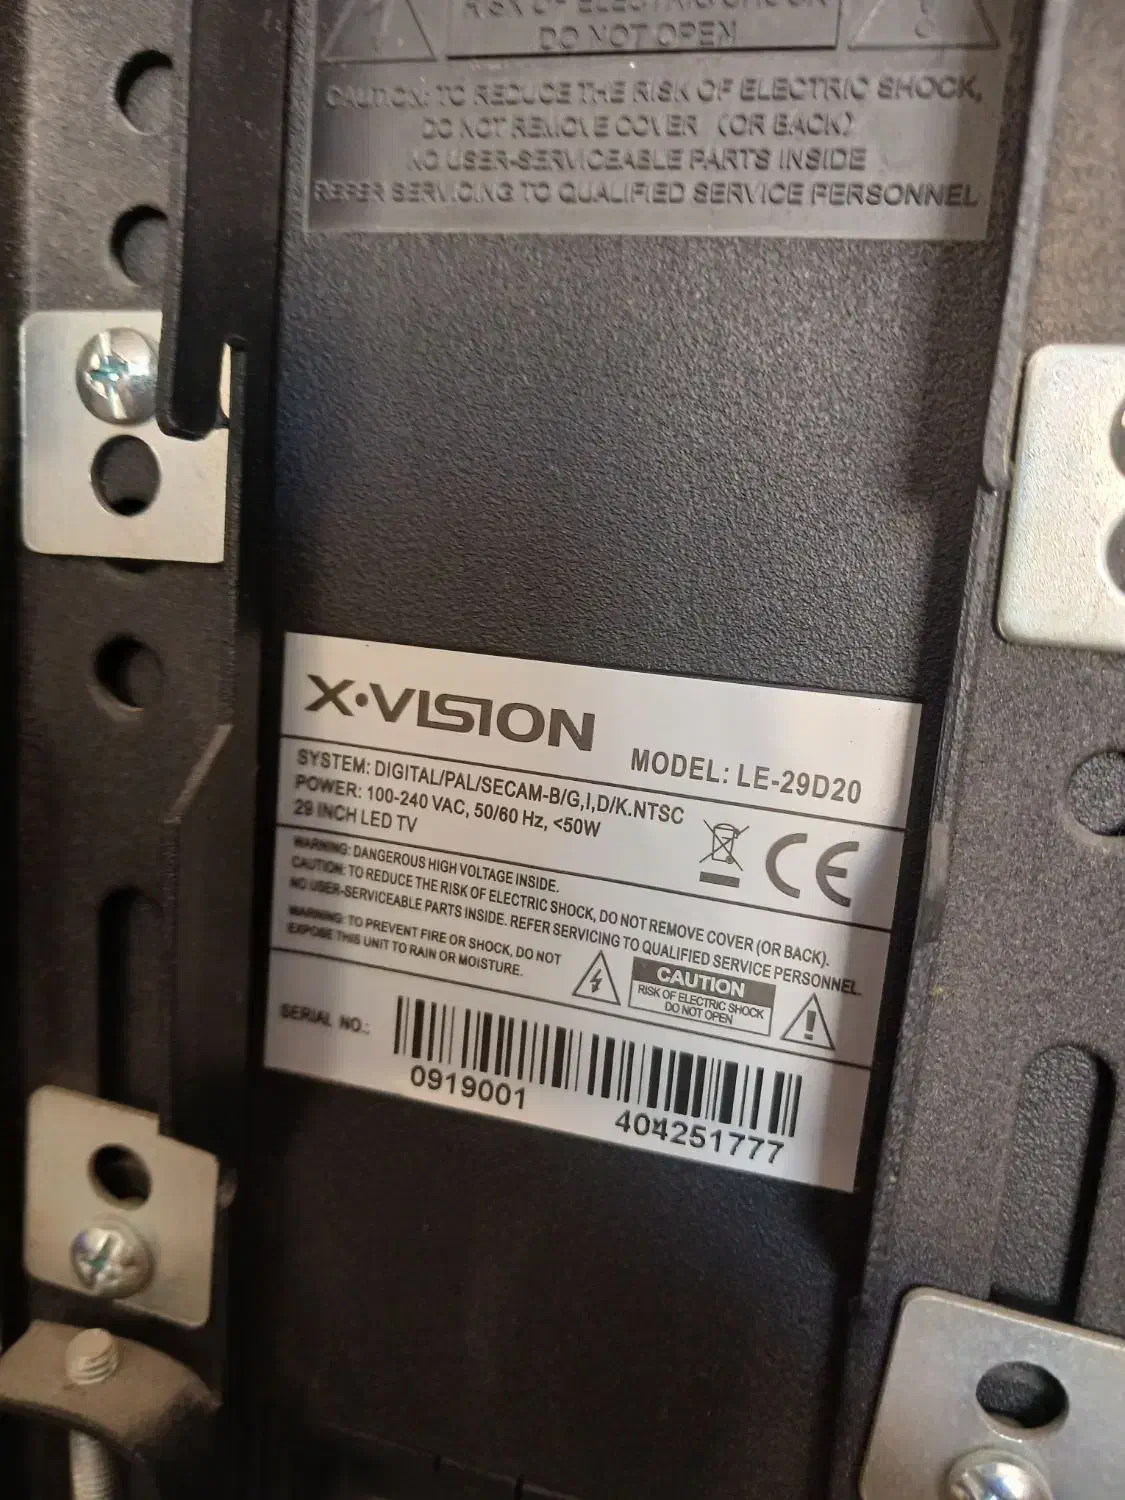 RISK OF ELECTRIC SHOCK
DO NOT OPEN
CAUTION: TO REDUCE THE RISK OF ELECTRIC SHOCK,
DO NOT REMOVE COVER (OR BACK)
NO USER-SERVICEABLE PARTS INSIDE
REFER SERVICING TO QUALIFIED SERVICE PERSONNEL
X·VISION
MODEL: LE-29D20
SYSTEM: DIGITAL/PAL/SECAM-B/G,I,D/K.NTSC
POWER: 100-240 VAC, 50/60 Hz, <50W
29 INCH LED TV
CE
WARNING: DANGEROUS HIGH VOLTAGE INSIDE.
CAUTION: TO REDUCE THE RISK OF ELECTRIC SHOCK, DO NOT REMOVE COVER (OR BACK).
NO USER-SERVICEABLE PARTS INSIDE. REFER SERVICING TO QUALIFIED SERVICE PERSONNEL.
WARNING: TO PREVENT FIRE OR SHOCK, DO NOT
EXPOSE THIS UNIT TO RAIN OR MOISTURE.
CAUTION
RISK OF ELECTRIC SHOCK
DO NOT OPEN
SERIAL NO.:
0919001 404251777